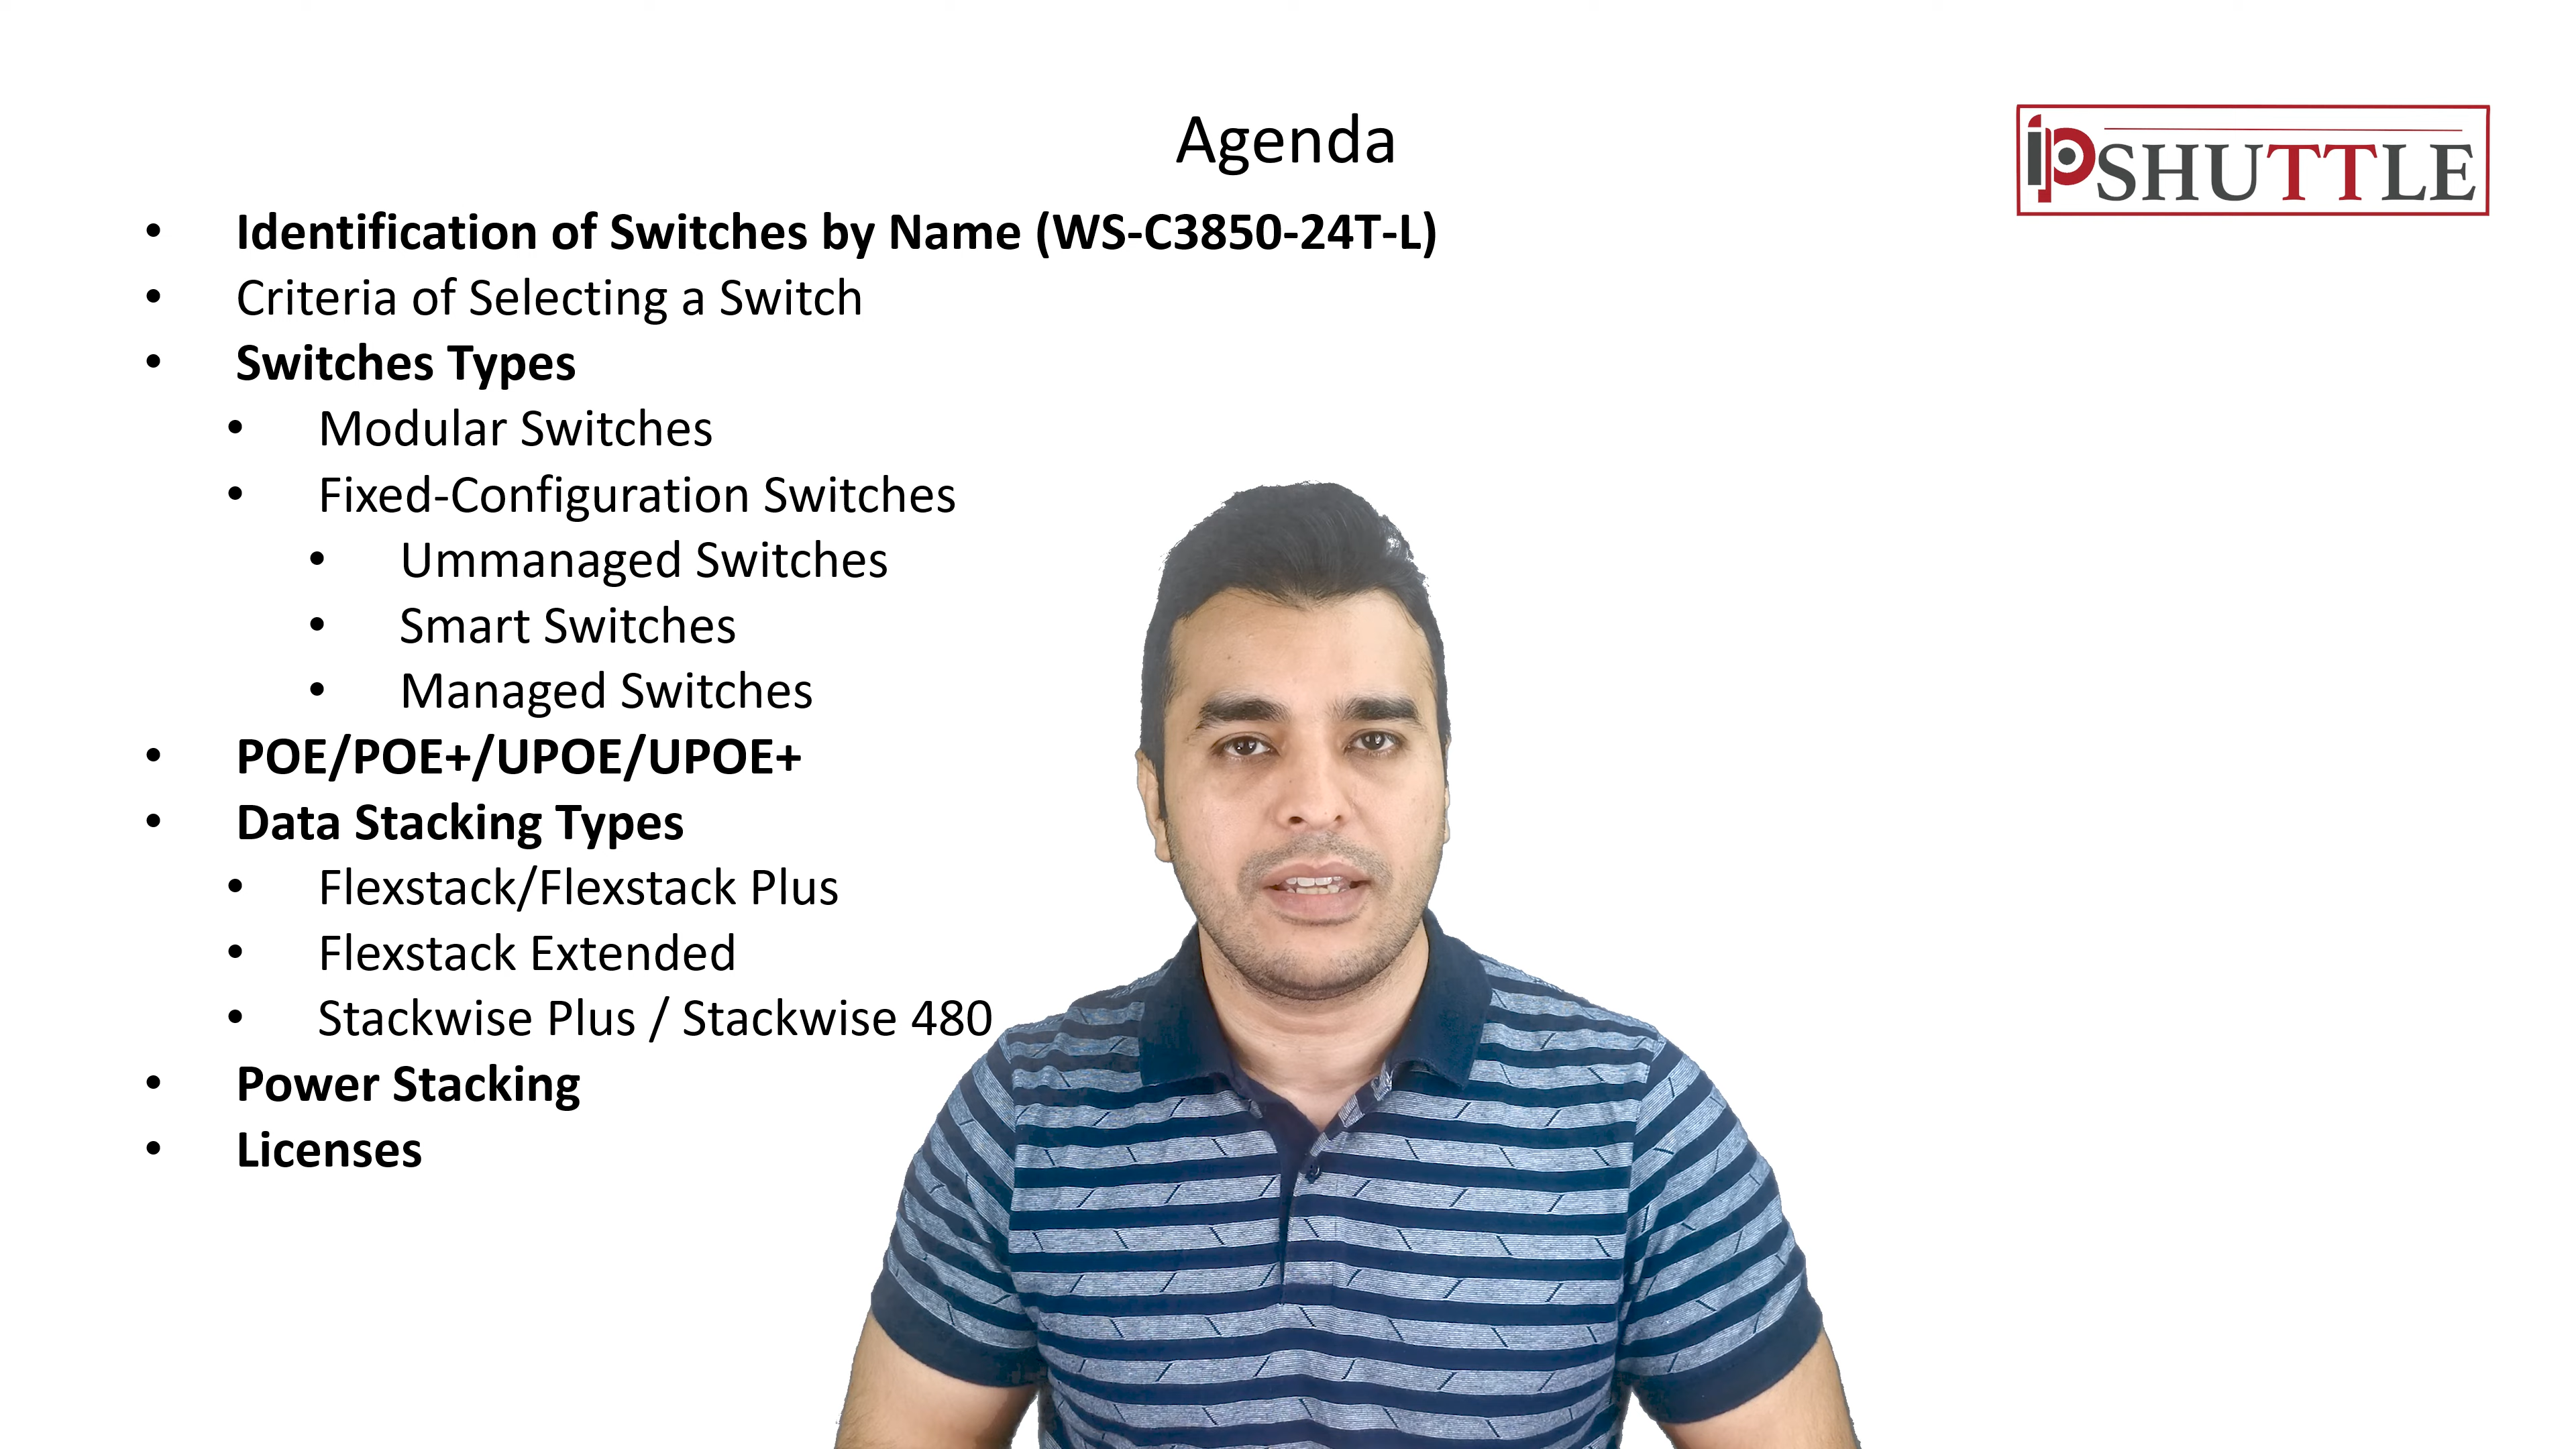 Agenda
ipSHUTTLE
• Identification of Switches by Name (WS-C3850-24T-L)
• Criteria of Selecting a Switch
• Switches Types
• Modular Switches
• Fixed-Configuration Switches
• Ummanaged Switches
• Smart Switches
• Managed Switches
• POE/POE+/UPOE/UPOE+
• Data Stacking Types
• Flexstack/Flexstack Plus
• Flexstack Extended
• Stackwise Plus / Stackwise 480
• Power Stacking
• Licenses